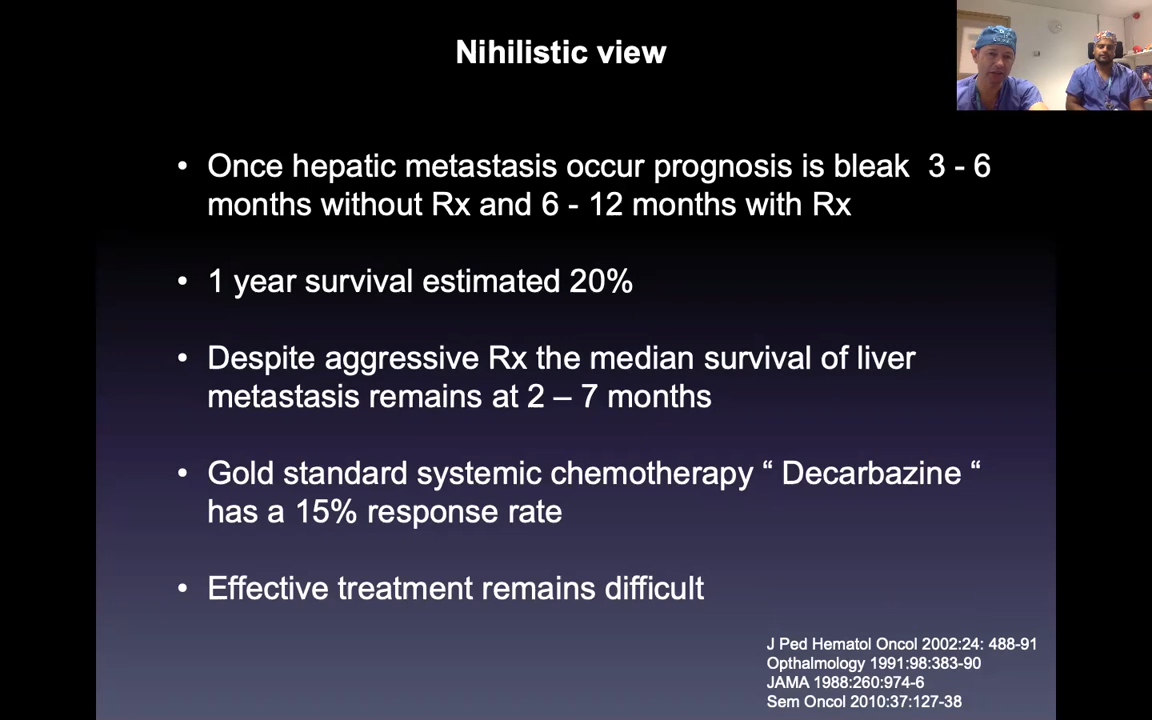 Nihilistic view
• Once hepatic metastasis occur prognosis is bleak 3 - 6
months without Rx and 6 - 12 months with Rx
• 1 year survival estimated 20%
• Despite aggressive Rx the median survival of liver
metastasis remains at 2 – 7 months
• Gold standard systemic chemotherapy “ Decarbazine “
has a 15% response rate
• Effective treatment remains difficult
J Ped Hematol Oncol 2002:24: 488-91
Opthalmology 1991:98:383-90
JAMA 1988:260:974-6
Sem Oncol 2010:37:127-38